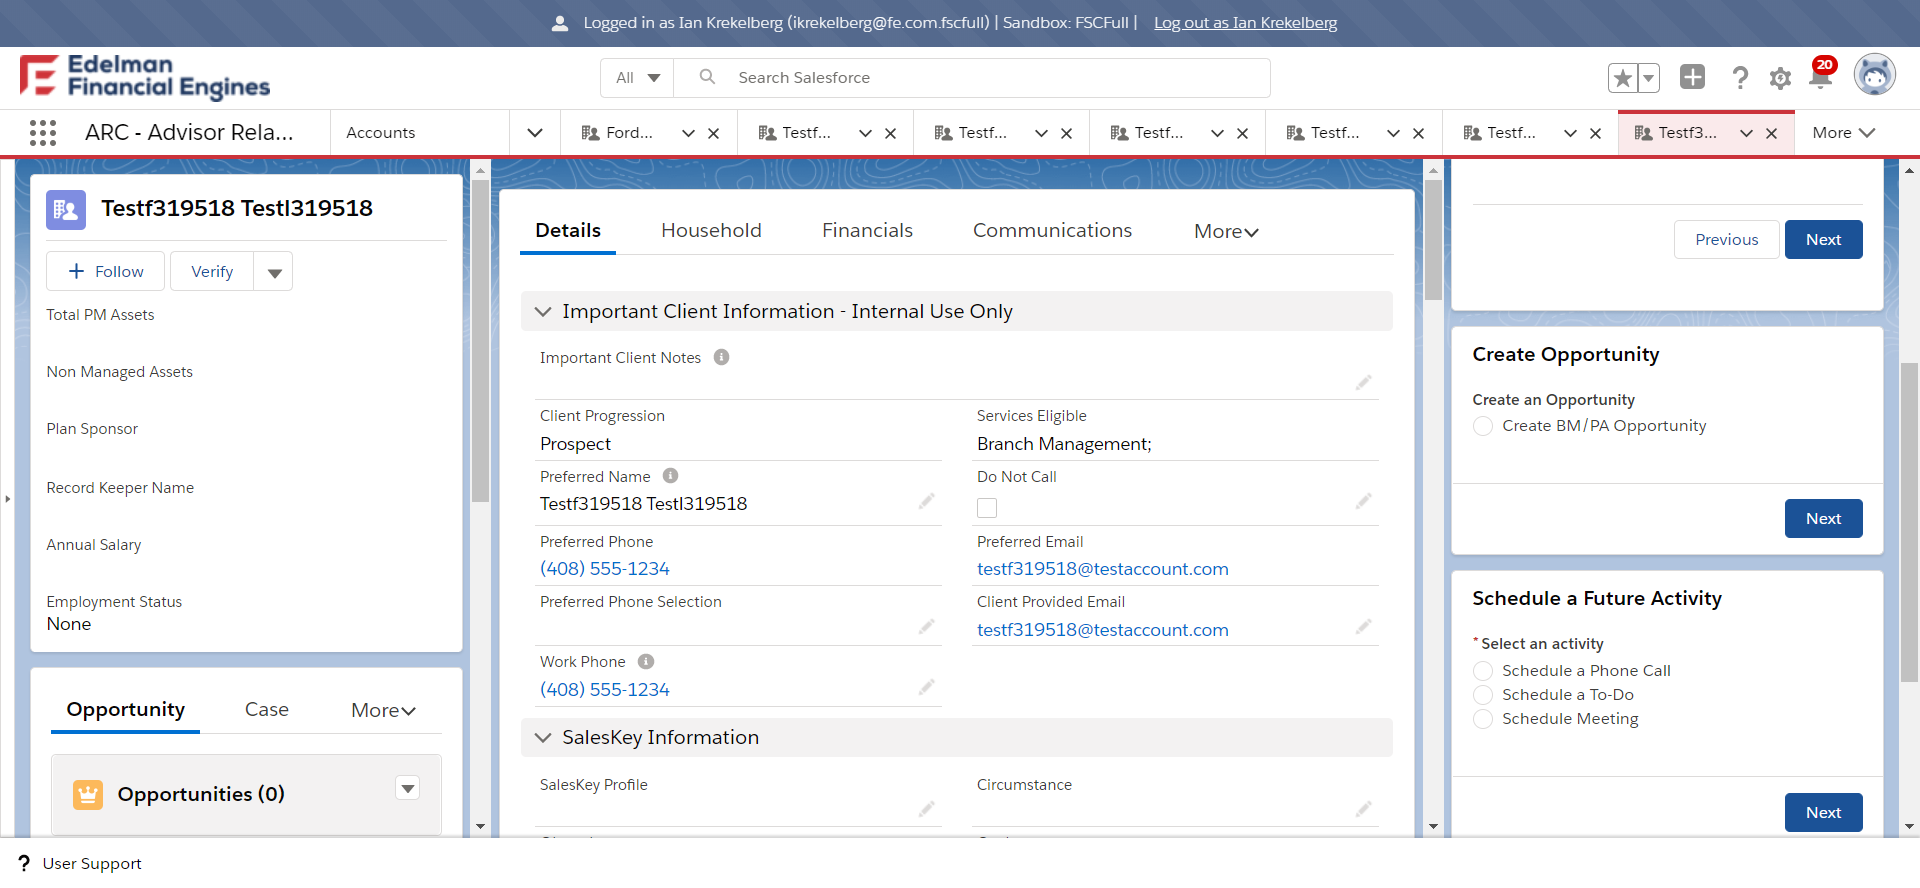 Logged in as Ian Krekelberg (ikrekelberg@fe.com.fscfull) | Sandbox: FSCFull | Log out as Ian Krekelberg
Edelman
Financial Engines
All
Search Salesforce
20
ARC - Advisor Rela...
Accounts
Ford...
Testf...
Testf...
Testf...
Testf...
Testf...
Testf3...
More
Testf319518 Testl319518
Follow
Verify
Total PM Assets
Non Managed Assets
Plan Sponsor
Record Keeper Name
Annual Salary
Employment Status
None
Opportunity
Case
More
Opportunities (0)
Details
Household
Financials
Communications
More
Important Client Information - Internal Use Only
Important Client Notes
Client Progression
Prospect
Services Eligible
Branch Management;
Preferred Name
Testf319518 Testl319518
Do Not Call
Preferred Phone
(408) 555-1234
Preferred Email
testf319518@testaccount.com
Preferred Phone Selection
Client Provided Email
testf319518@testaccount.com
Work Phone
(408) 555-1234
SalesKey Information
SalesKey Profile
Circumstance
Previous
Next
Create Opportunity
Create an Opportunity
Create BM/PA Opportunity
Next
Schedule a Future Activity
* Select an activity
Schedule a Phone Call
Schedule a To-Do
Schedule Meeting
Next
? User Support